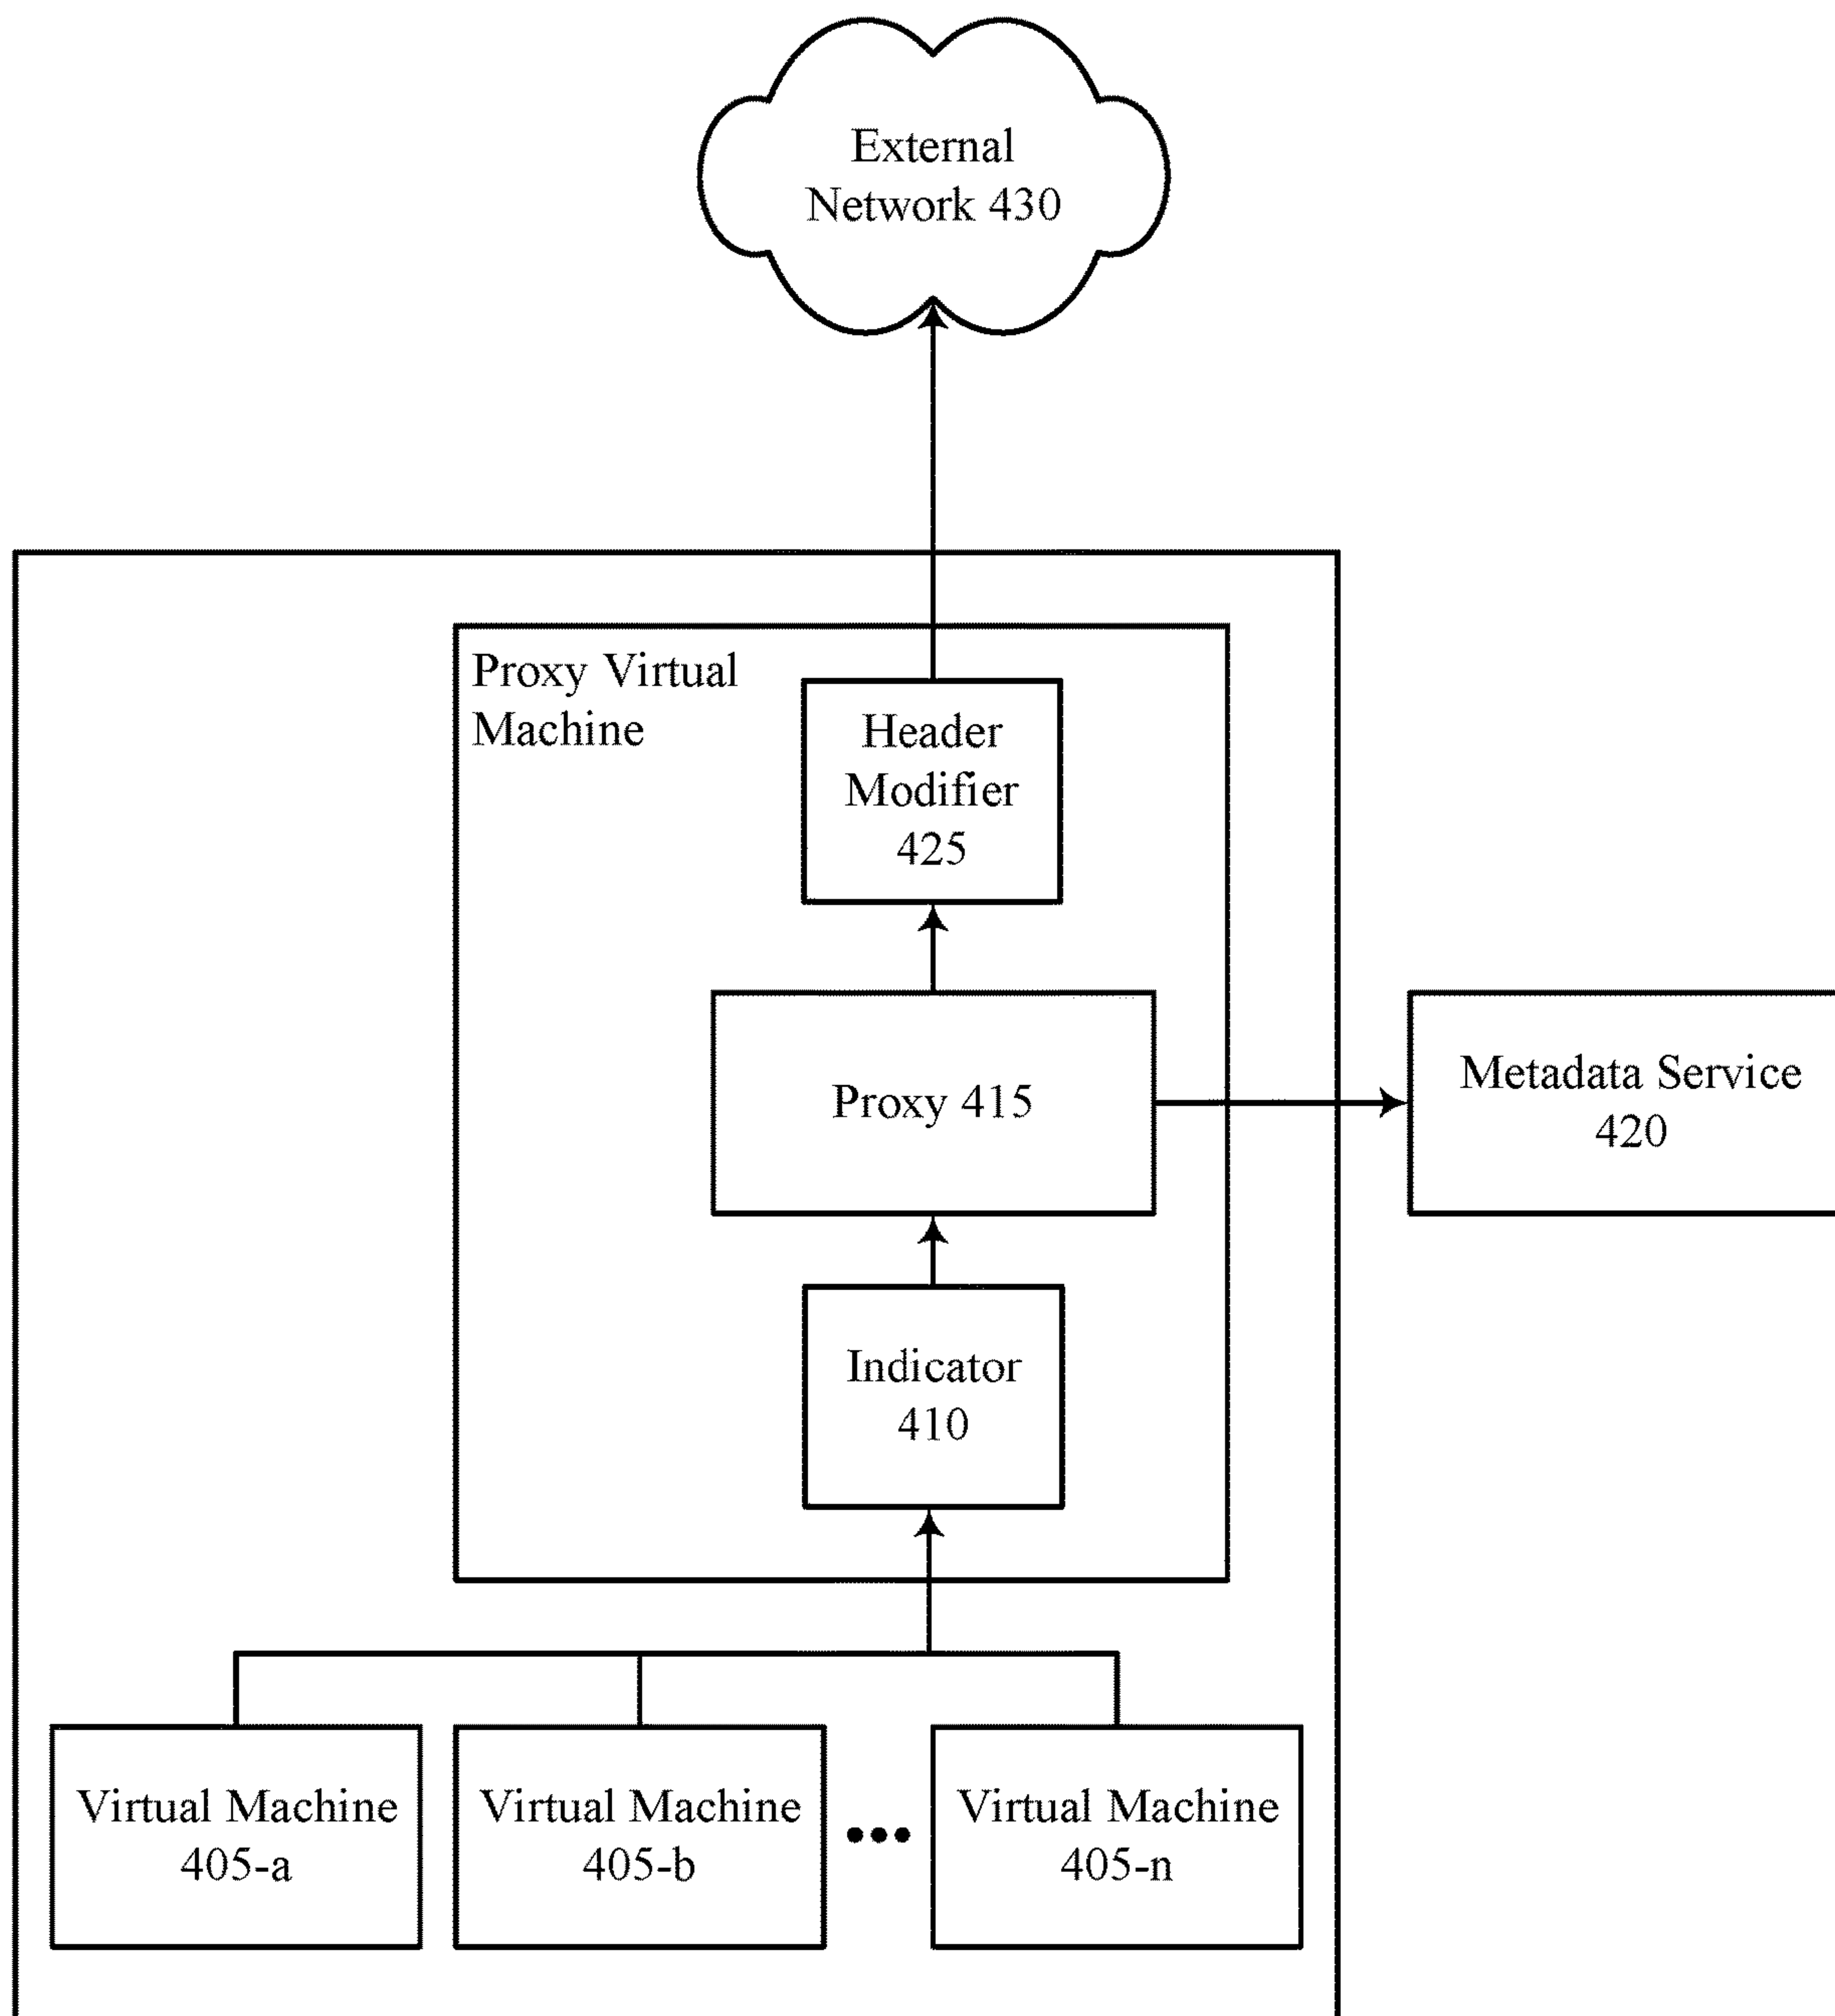 External
Network 430
Proxy Virtual
Machine
Header
Modifier
425
Proxy 415
Metadata Service
420
Indicator
410
Virtual Machine
405-a
Virtual Machine
405-b
Virtual Machine
405-n